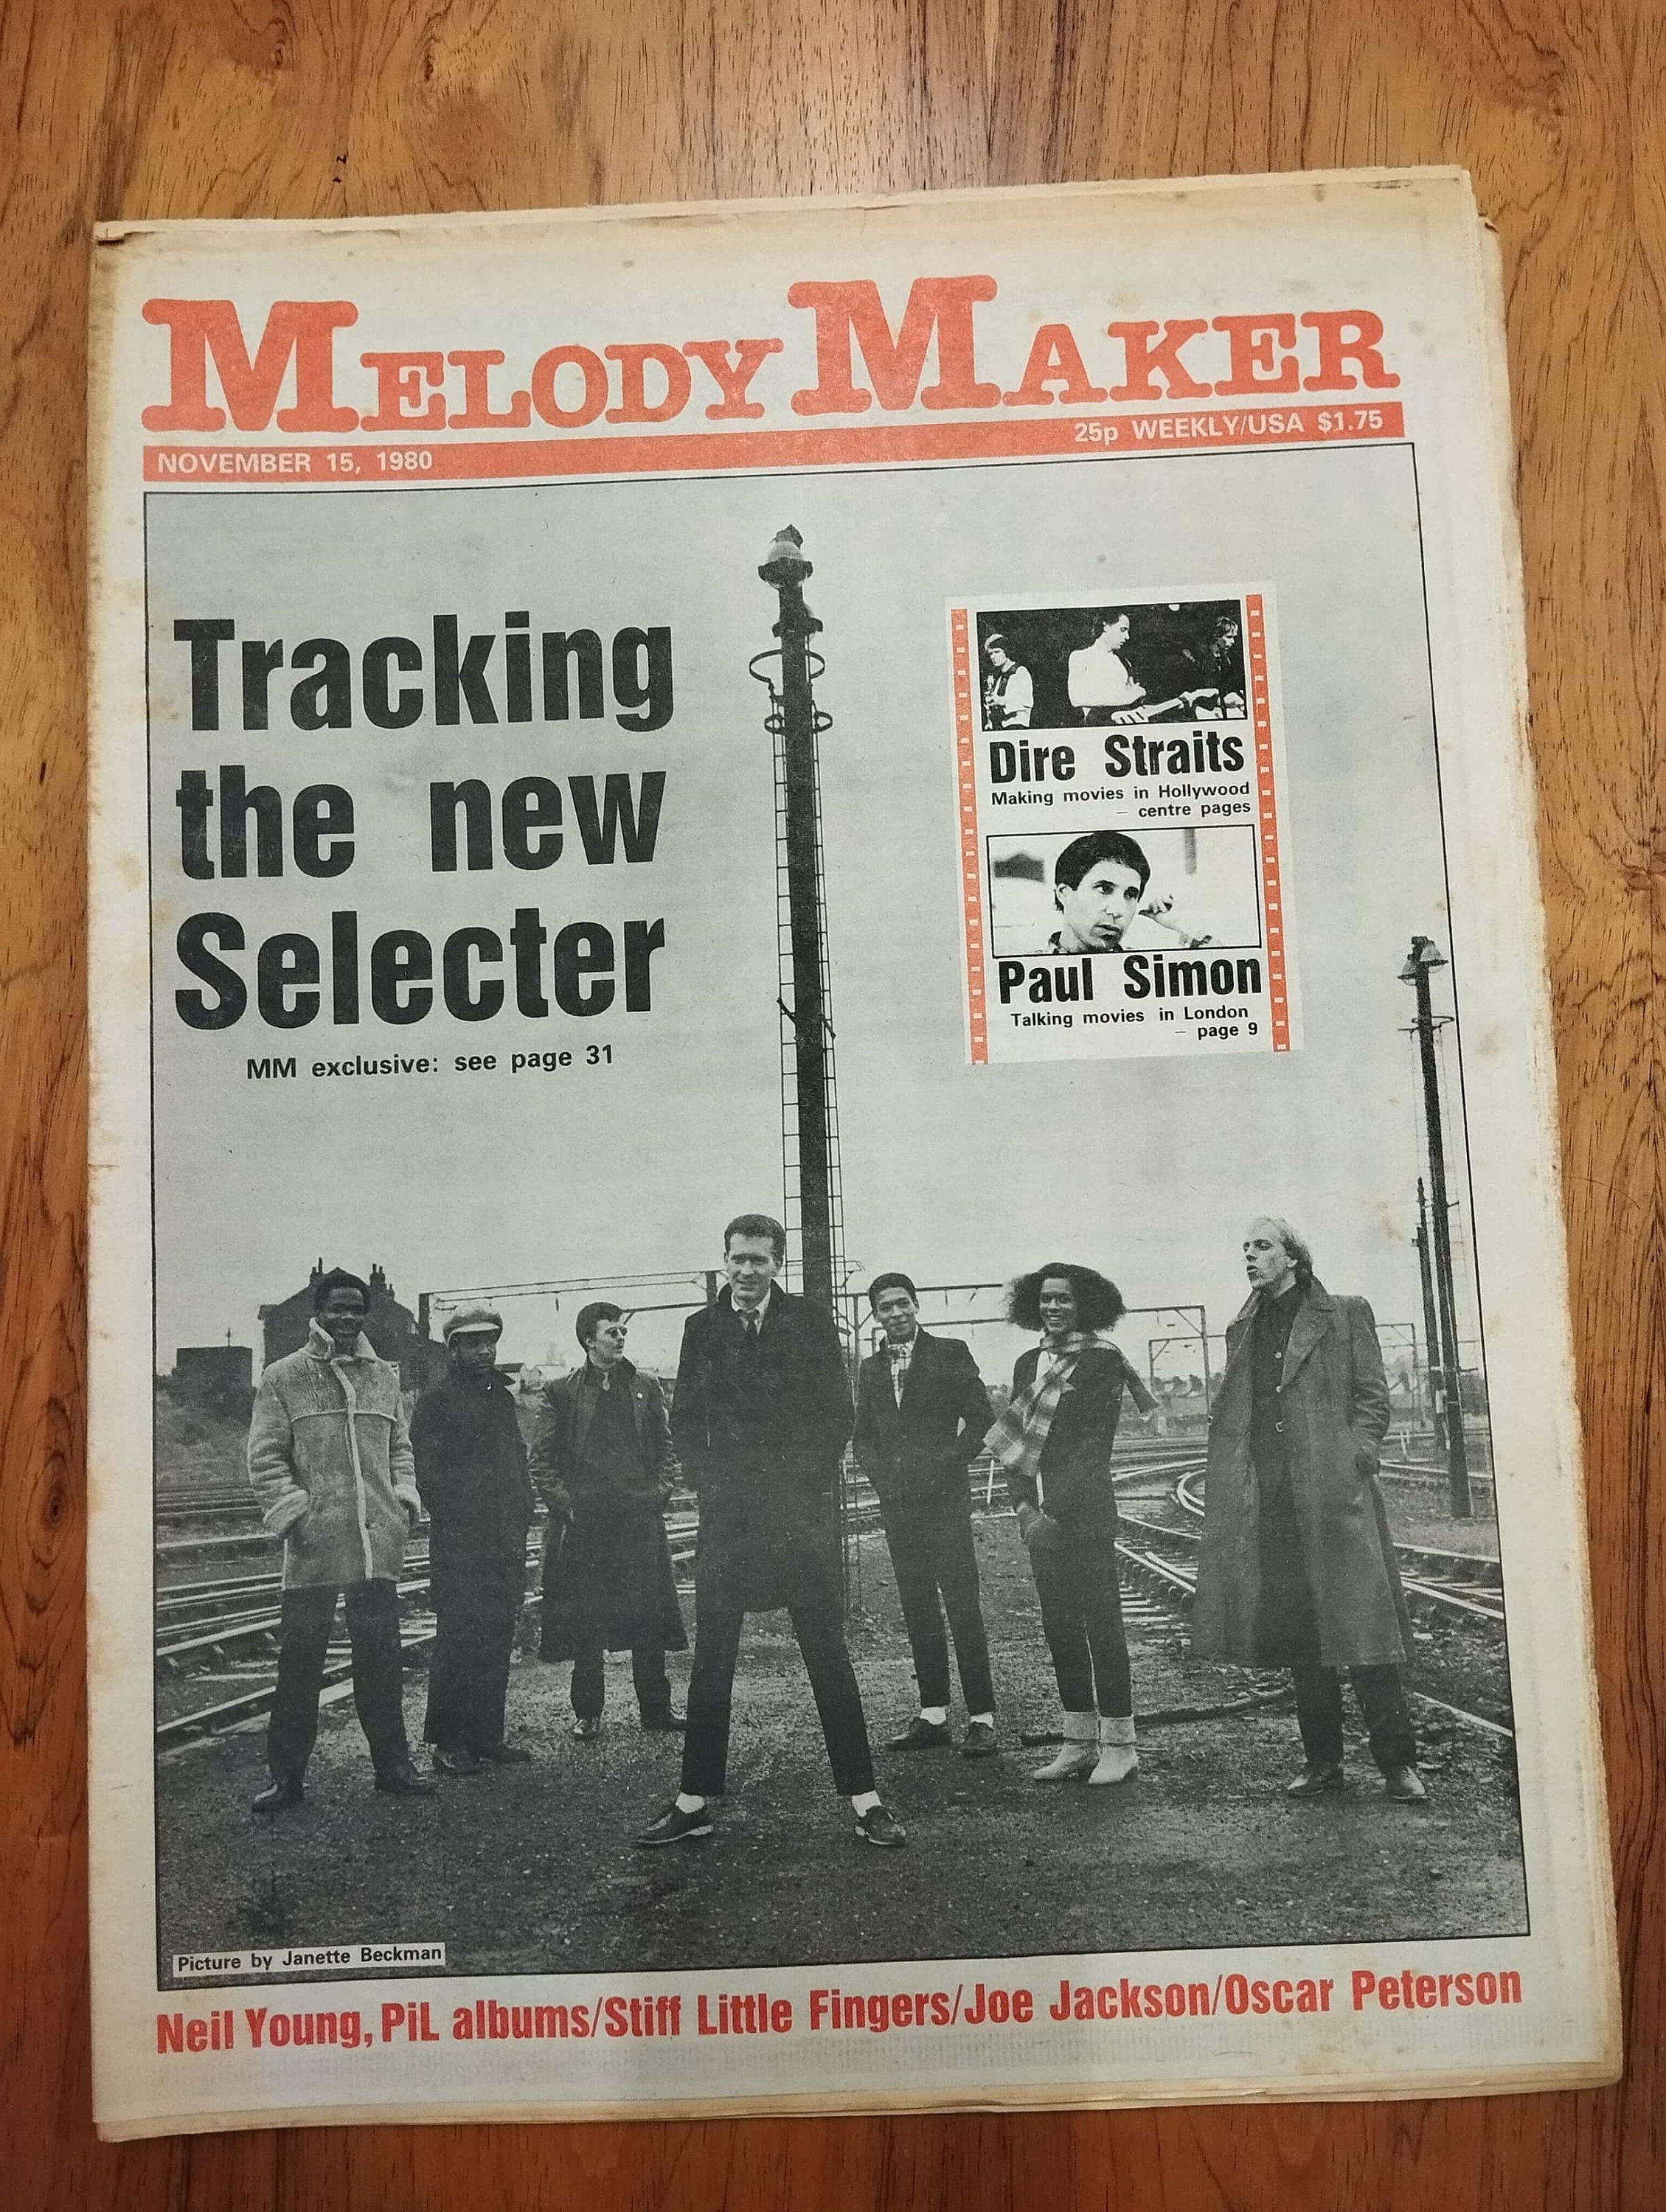 MELODY MAKER
NOVEMBER 15, 1980
25p WEEKLY/USA $1.75
Tracking
the new
Selecter
MM exclusive: see page 31
Dire Straits
Making movies in Hollywood
– centre pages
Paul Simon
Talking movies in London
– page 9
Picture by Janette Beckman
Neil Young, PiL albums/Stiff Little Fingers/Joe Jackson/Oscar Peterson